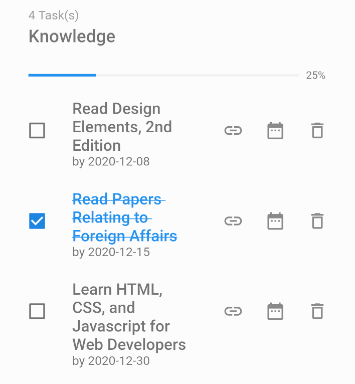 4 Task(s)
Knowledge
25%
Read Design
Elements, 2nd
Edition
by 2020-12-08
Read Papers
Relating to
Foreign Affairs
by 2020-12-15
Learn HTML,
CSS, and
Javascript for
Web Developers
by 2020-12-30